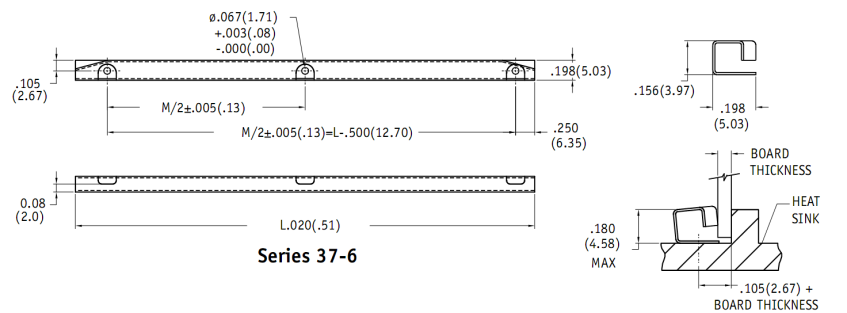 ø.067(1.71)
+.003(.08)
-.000(.00)
.105
(2.67)
.198(5.03)
M/2±.005(.13)
M/2±.005(.13)=L-.500(12.70)
.250
(6.35)
.156(3.97)
.198
(5.03)
0.08
(2.0)
L.020(.51)
Series 37-6
BOARD
THICKNESS
HEAT
SINK
.180
(4.58)
MAX
.105(2.67) +
BOARD THICKNESS